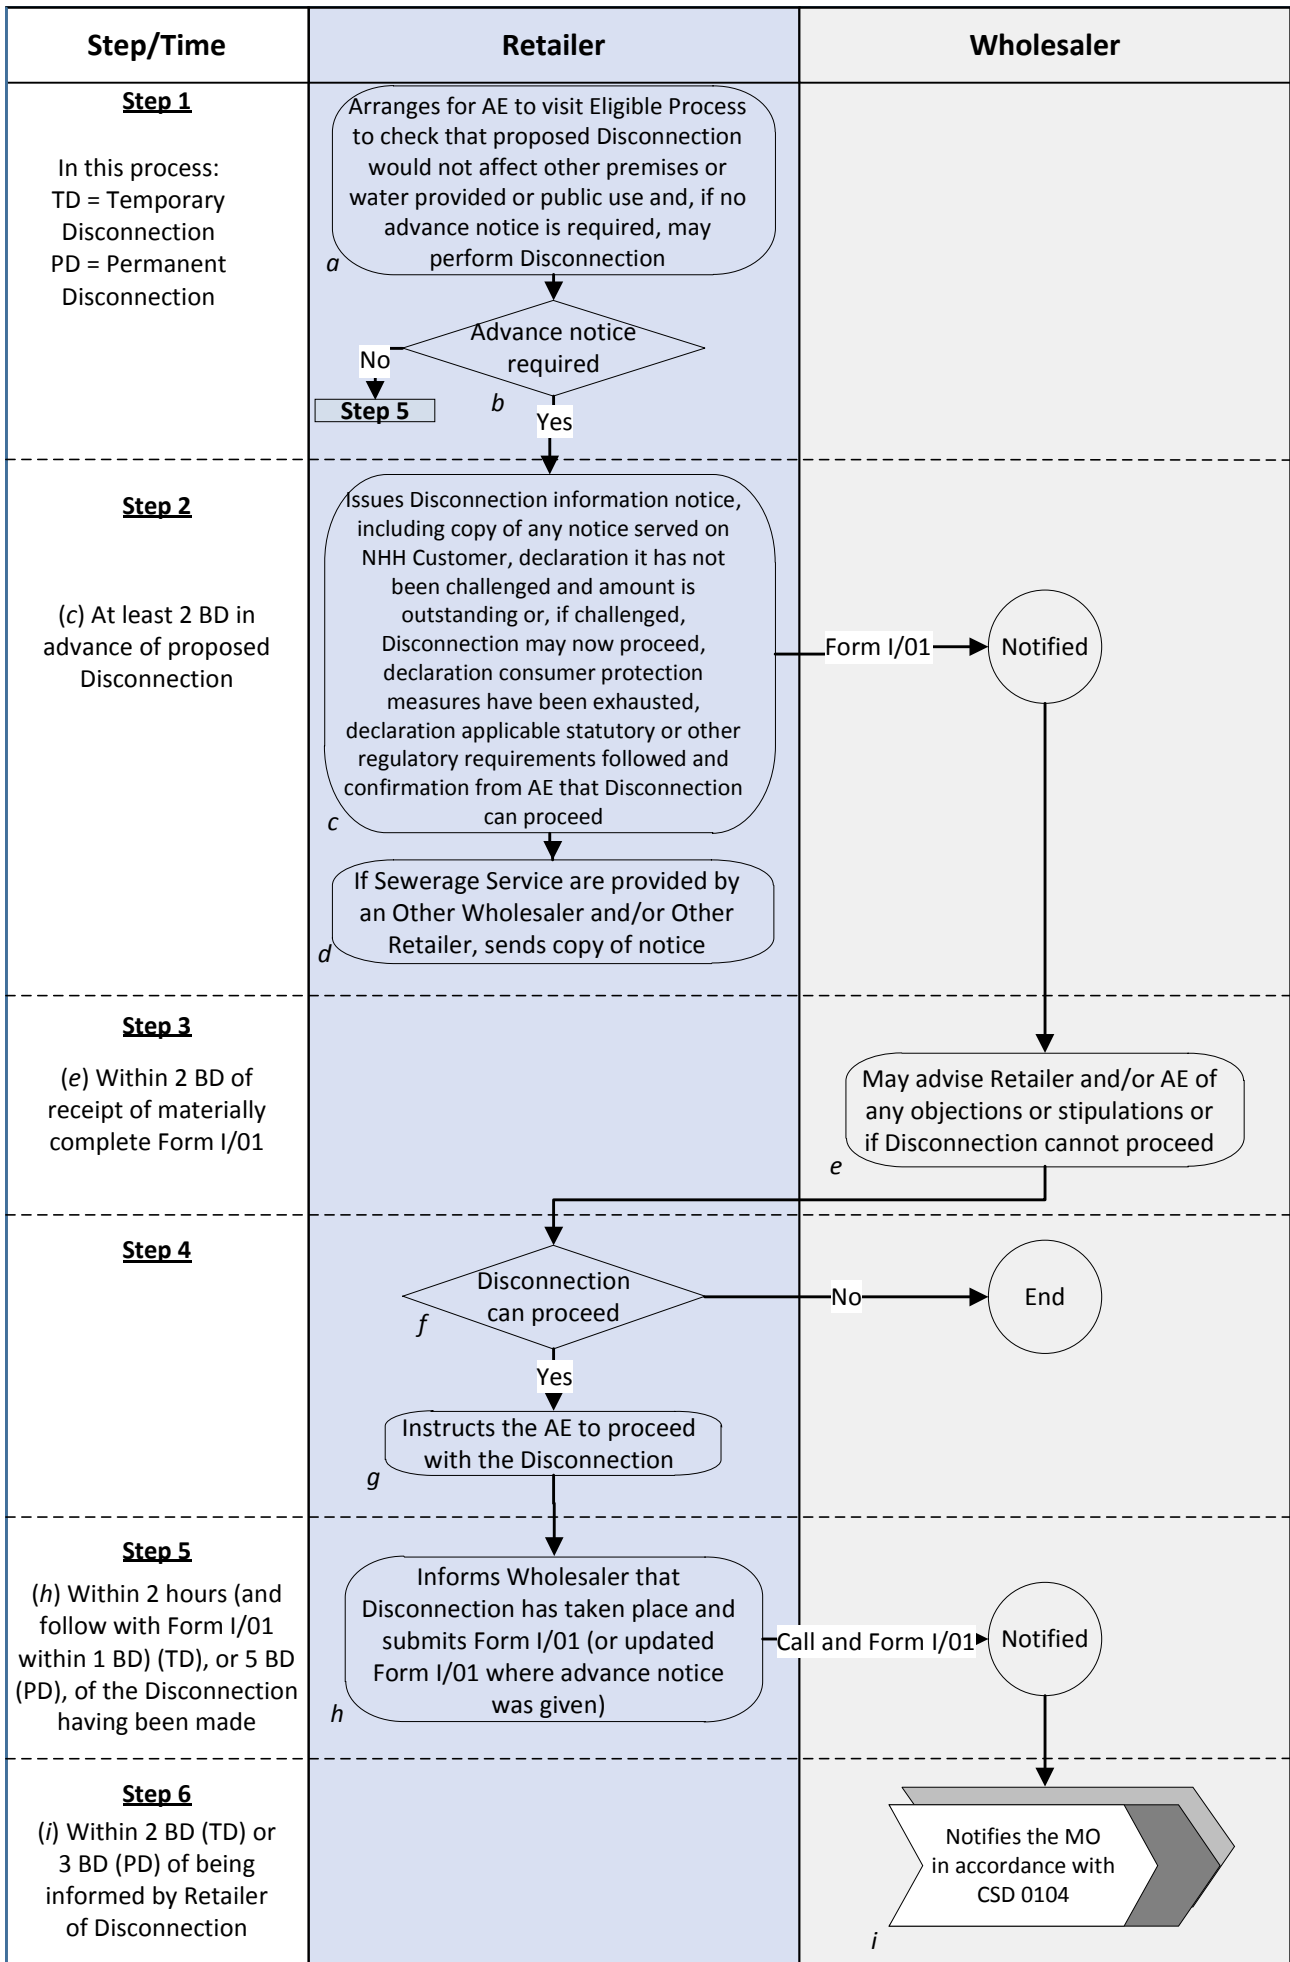 Step/Time
Retailer
Wholesaler
Step 1
In this process:
TD = Temporary
Disconnection
PD = Permanent
Disconnection
Arranges for AE to visit Eligible Process
to check that proposed Disconnection
would not affect other premises or
water provided or public use and, if no
advance notice is required, may
perform Disconnection
a
Advance notice
required
b
No
Step 5
Yes
Step 2
(c) At least 2 BD in
advance of proposed
Disconnection
Issues Disconnection information notice,
including copy of any notice served on
NHH Customer, declaration it has not
been challenged and amount is
outstanding or, if challenged,
Disconnection may now proceed,
declaration consumer protection
measures have been exhausted,
declaration applicable statutory or other
regulatory requirements followed and
confirmation from AE that Disconnection
can proceed
c
Form I/01
Notified
If Sewerage Service are provided by
an Other Wholesaler and/or Other
Retailer, sends copy of notice
d
Step 3
(e) Within 2 BD of
receipt of materially
complete Form I/01
May advise Retailer and/or AE of
any objections or stipulations or
if Disconnection cannot proceed
e
Step 4
Disconnection
can proceed
f
No
End
Yes
Instructs the AE to proceed
with the Disconnection
g
Step 5
(h) Within 2 hours (and
follow with Form I/01
within 1 BD) (TD), or 5 BD
(PD), of the Disconnection
having been made
Informs Wholesaler that
Disconnection has taken place and
submits Form I/01 (or updated
Form I/01 where advance notice
was given)
h
Call and Form I/01
Notified
Step 6
(i) Within 2 BD (TD) or
3 BD (PD) of being
informed by Retailer
of Disconnection
Notifies the MO
in accordance with
CSD 0104
i